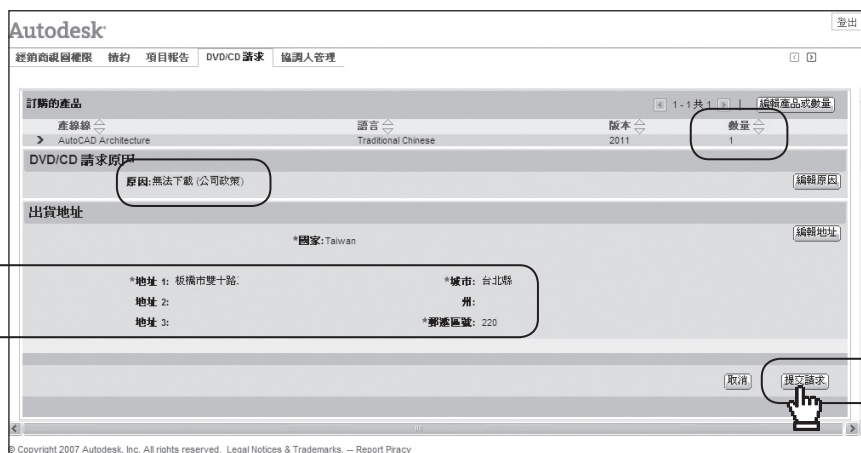 Autodesk
登出
經銷商視圖權限 續約 項目報告 DVD/CD 請求 協調人管理
訂購的產品
1 - 1 共 1
編輯產品或數量
產線線 語言 版本 數量
AutoCAD Architecture Traditional Chinese 2011 1
DVD/CD 請求原因
原因:無法下載 (公司政策)
編輯原因
出貨地址
編輯地址
*國家: Taiwan
*地址 1: 板橋市雙十路 *城市: 台北縣
地址 2: 州:
地址 3: *郵遞區號: 220
取消 提交請求
© Copyright 2007 Autodesk, Inc. All rights reserved. Legal Notices & Trademarks. -- Report Piracy